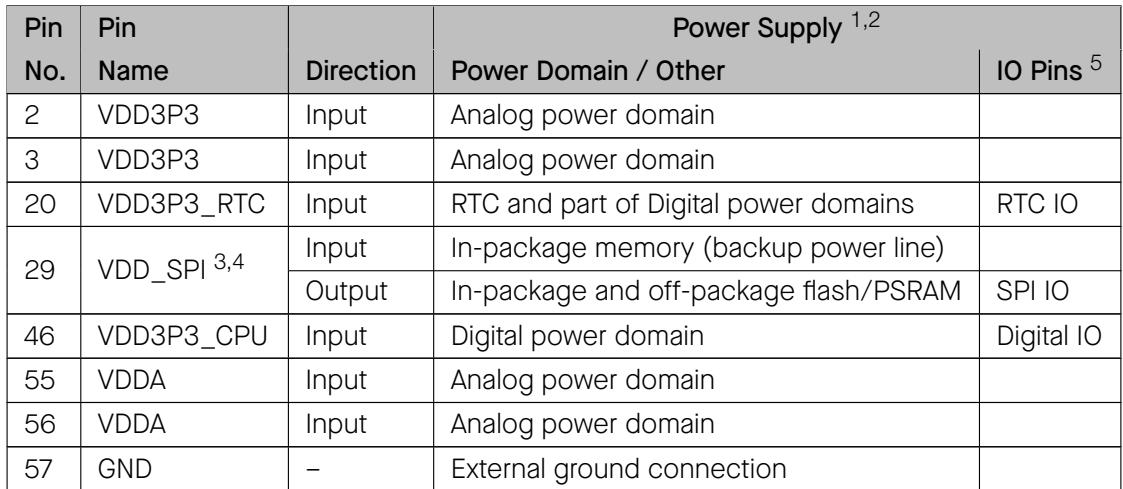 Pin Pin Power Supply 1,2
No. Name Direction Power Domain / Other IO Pins 5
2 VDD3P3 Input Analog power domain
3 VDD3P3 Input Analog power domain
20 VDD3P3_RTC Input RTC and part of Digital power domains RTC IO
29 VDD_SPI 3,4 Input In-package memory (backup power line)
Output In-package and off-package flash/PSRAM SPI IO
46 VDD3P3_CPU Input Digital power domain Digital IO
55 VDDA Input Analog power domain
56 VDDA Input Analog power domain
57 GND – External ground connection